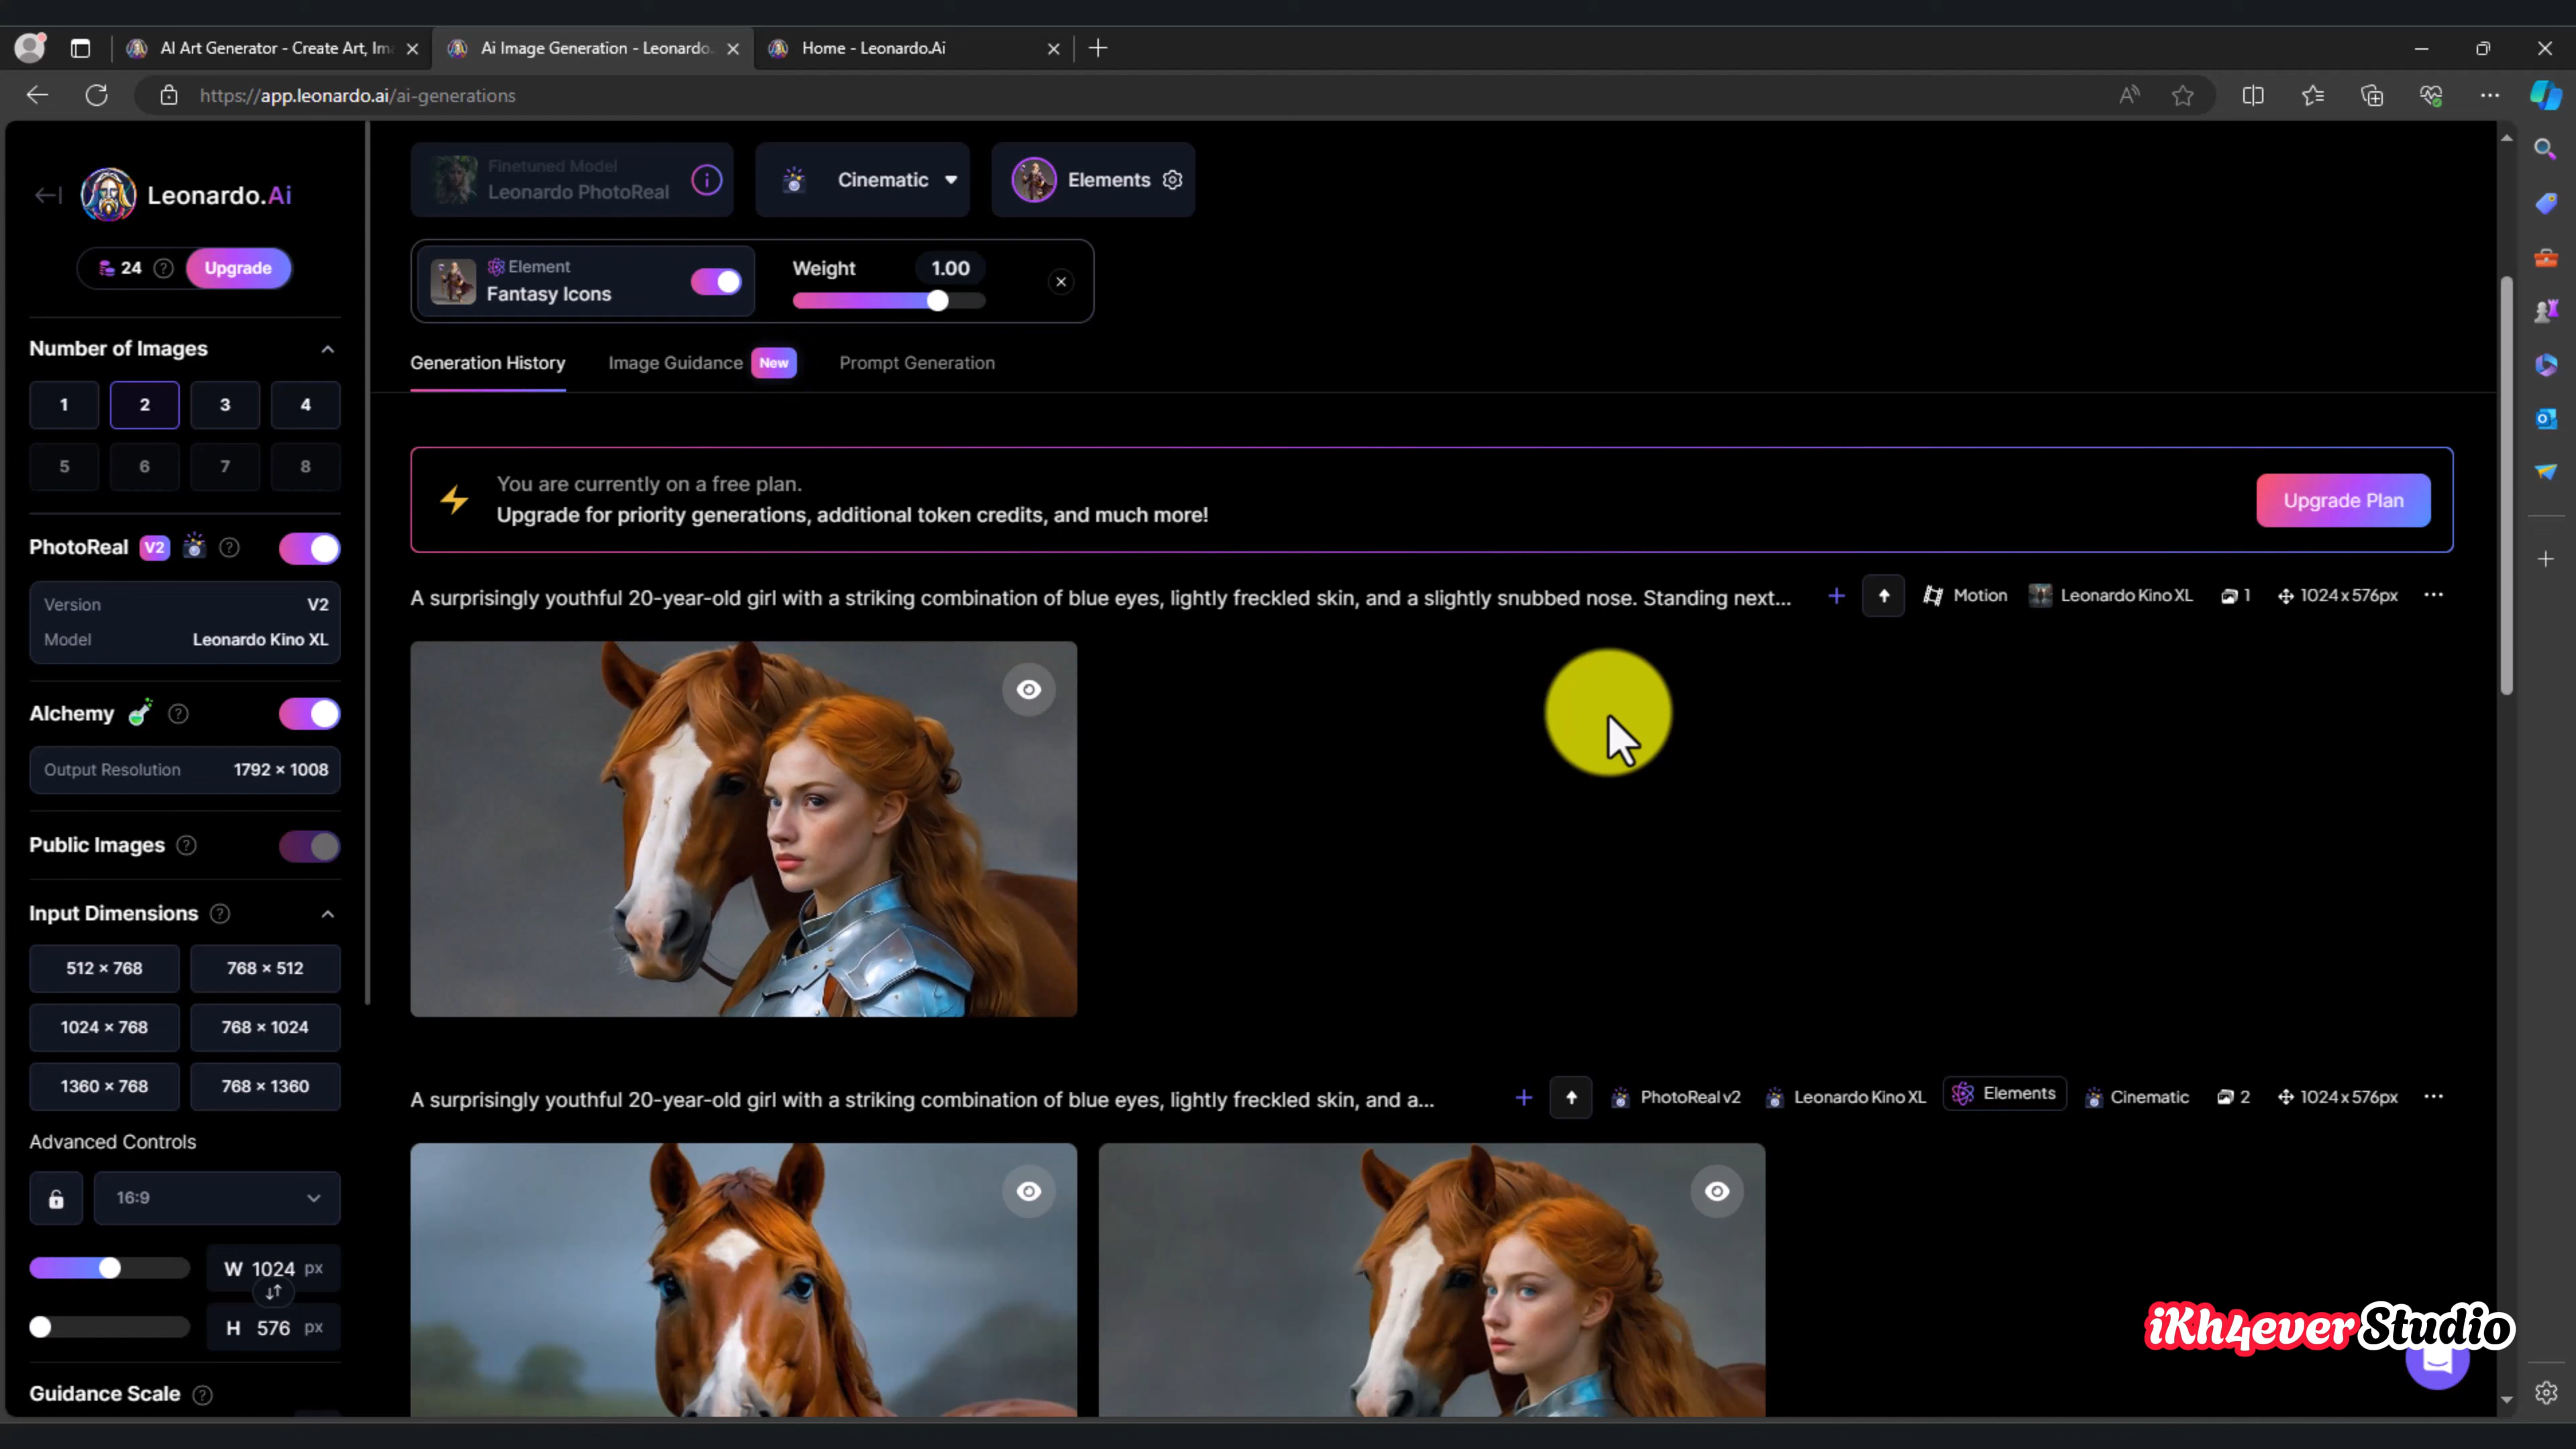 AI Art Generator - Create Art, Im
Ai Image Generation - Leonardo.
Home - Leonardo.Ai
https://app.leonardo.ai/ai-generations
Leonardo.Ai
24
Upgrade
Number of Images
1 2 3 4
5 6 7 8
PhotoReal V2
Version V2
Model Leonardo Kino XL
Alchemy
Output Resolution 1792 × 1008
Public Images
Input Dimensions
512 × 768 768 × 512
1024 × 768 768 × 1024
1360 × 768 768 × 1360
Advanced Controls
16:9
W 1024 px
H 576 px
Guidance Scale
Finetuned Model
Leonardo PhotoReal
Cinematic
Elements
Element
Fantasy Icons
Weight 1.00
Generation History Image Guidance New Prompt Generation
You are currently on a free plan.
Upgrade for priority generations, additional token credits, and much more!
Upgrade Plan
A surprisingly youthful 20-year-old girl with a striking combination of blue eyes, lightly freckled skin, and a slightly snubbed nose. Standing next... Motion Leonardo Kino XL 1 1024 x 576px
A surprisingly youthful 20-year-old girl with a striking combination of blue eyes, lightly freckled skin, and a... PhotoReal v2 Leonardo Kino XL Elements Cinematic 2 1024 x 576px
iKh4ever Studio